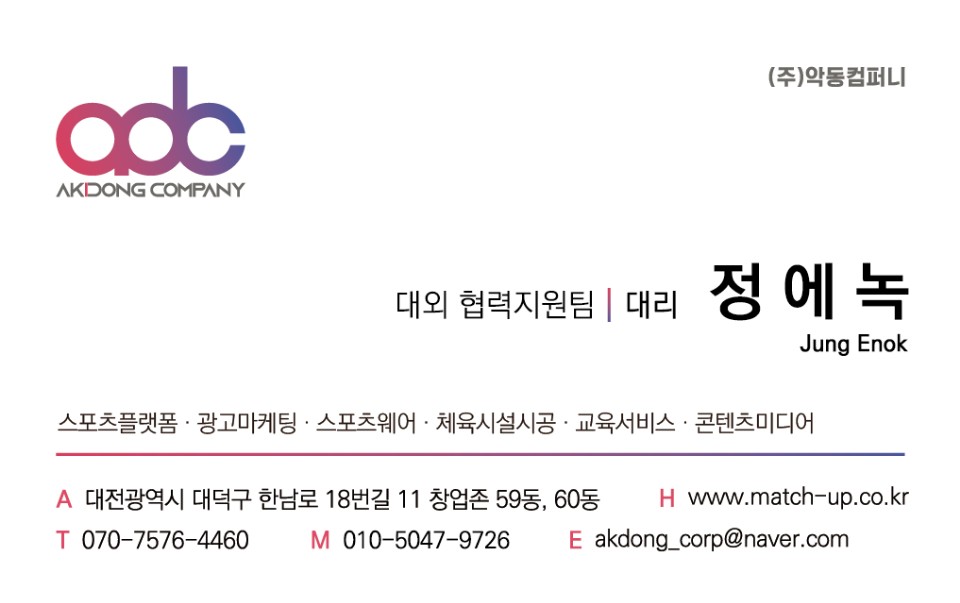 adc
AKDONG COMPANY
(주)악동컴퍼니
대외 협력지원팀 | 대리 정에녹
Jung Enok
스포츠플랫폼 · 광고마케팅 · 스포츠웨어 · 체육시설시공 · 교육서비스 · 콘텐츠미디어
A 대전광역시 대덕구 한남로 18번길 11 창업존 59동, 60동 H www.match-up.co.kr
T 070-7576-4460 M 010-5047-9726 E akdong_corp@naver.com